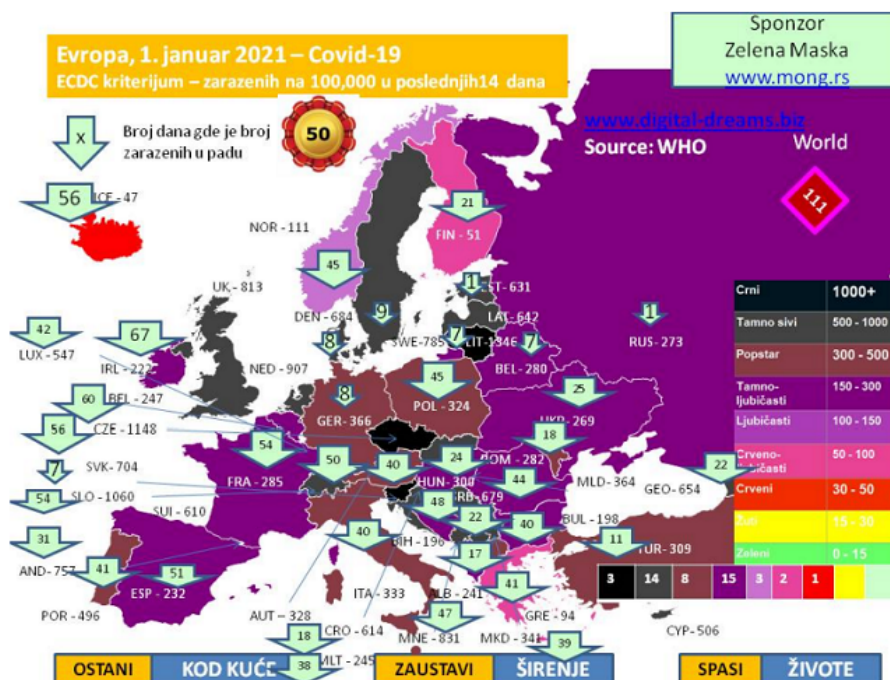 Evropa, 1. januar 2021 – Covid-19
ECDC kriterijum – zarazenih na 100,000 u poslednjih14 dana
Sponzor
Zelena Maska
www.mong.rs
x
Broj dana gde je broj
zarazenih u padu
50
www.digital-dreams.biz
Source: WHO
World
111
56
ICE - 47
NOR - 111
21
FIN - 51
45
UK - 813
DEN - 684
9
SWE-785
1
EST - 631
LAT - 642
7
LIT-1346
7
BEL - 280
1
RUS - 273
42
LUX - 547
67
IRL - 222
NED - 907
8
8
GER - 366
45
POL - 324
25
UKR - 269
60
BEL - 247
56
CZE - 1148
7
SVK - 704
54
SLO - 1060
SUI - 610
54
FRA - 285
50
40
24
HUN - 300
18
ROM - 282
44
MLD - 364
22
GEO - 654
48
SRB - 679
22
BIH - 196
40
BUL - 198
11
TUR - 309
31
AND - 757
41
POR - 496
51
ESP - 232
40
ITA - 333
AUT - 328
18
CRO - 614
38
MLT - 245
17
ALB - 241
47
MNE - 831
41
GRE - 94
MKD - 341
39
CYP - 506
Crni 1000+
Tamno sivi 500 - 1000
Popstar 300 - 500
Tamno-
ljubičasti 150 - 300
Ljubičasti 100 - 150
Crveno-
ljubičasti 50 - 100
Crveni 30 - 50
Žuti 15 - 30
Zeleni 0 - 15
3 14 8 15 3 2 1
OSTANI KOD KUĆE
ZAUSTAVI ŠIRENJE
SPASI ŽIVOTE